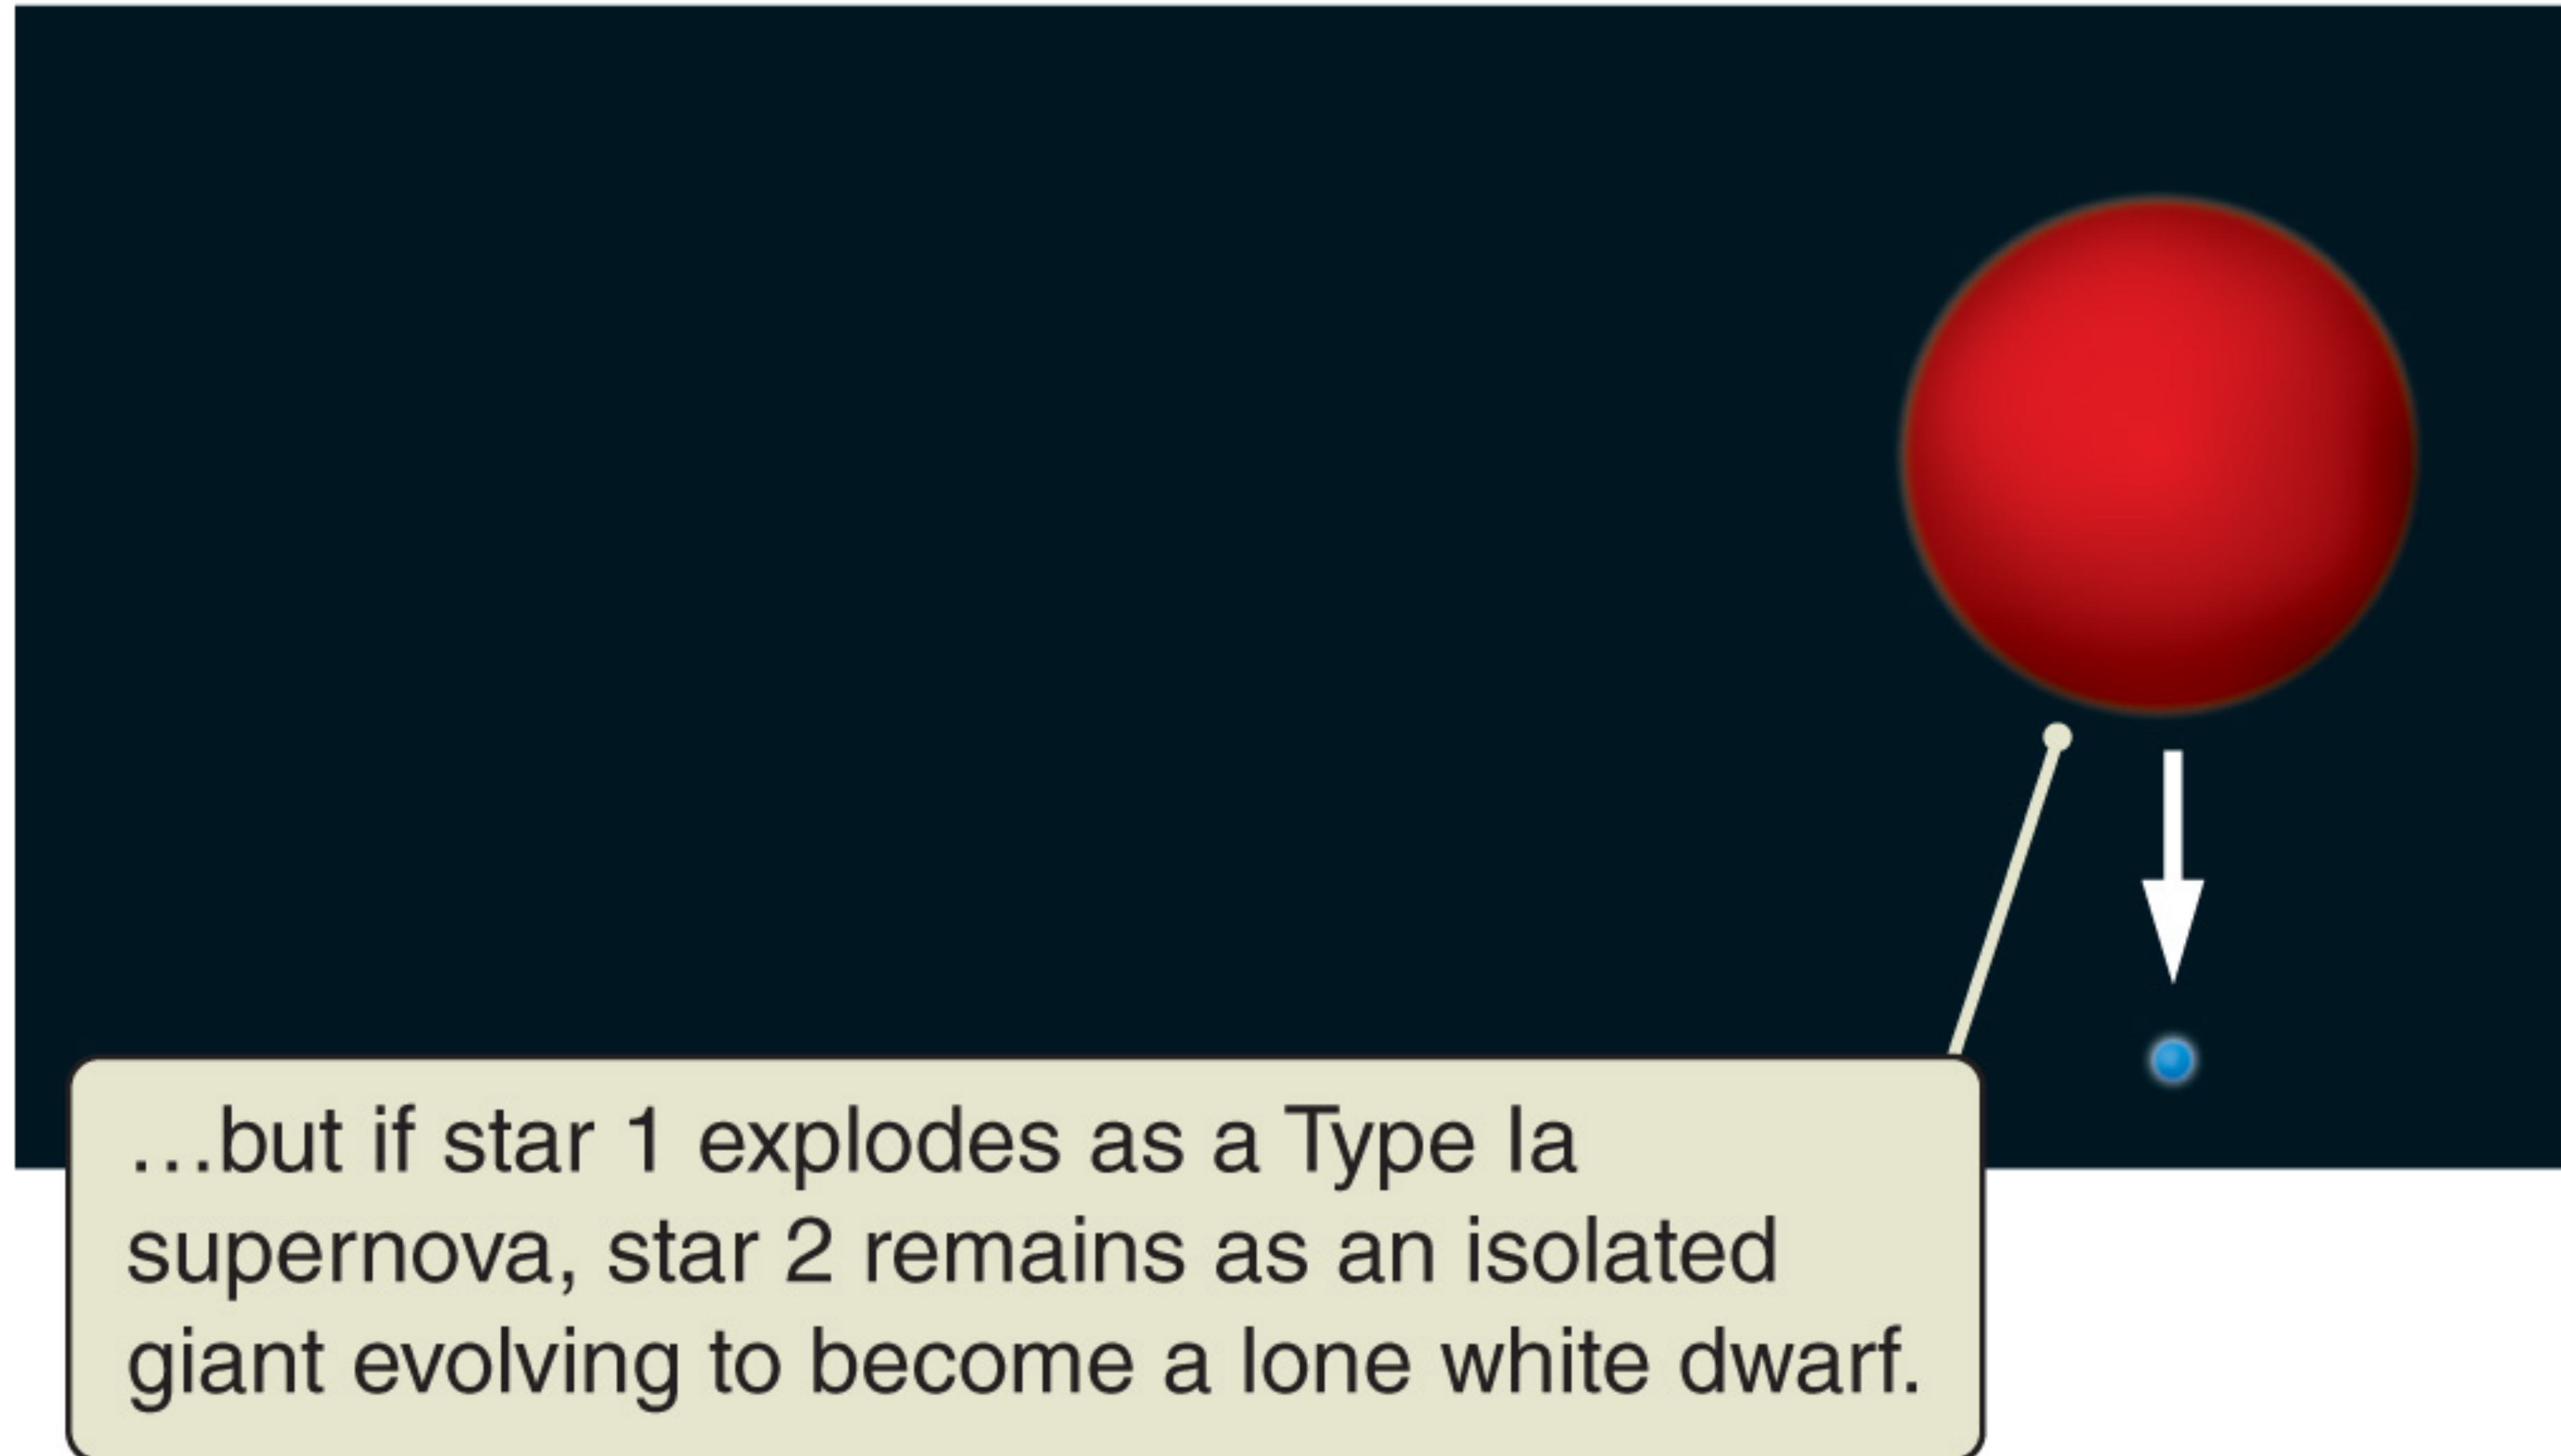 …but if star 1 explodes as a Type Ia
supernova, star 2 remains as an isolated
giant evolving to become a lone white dwarf.